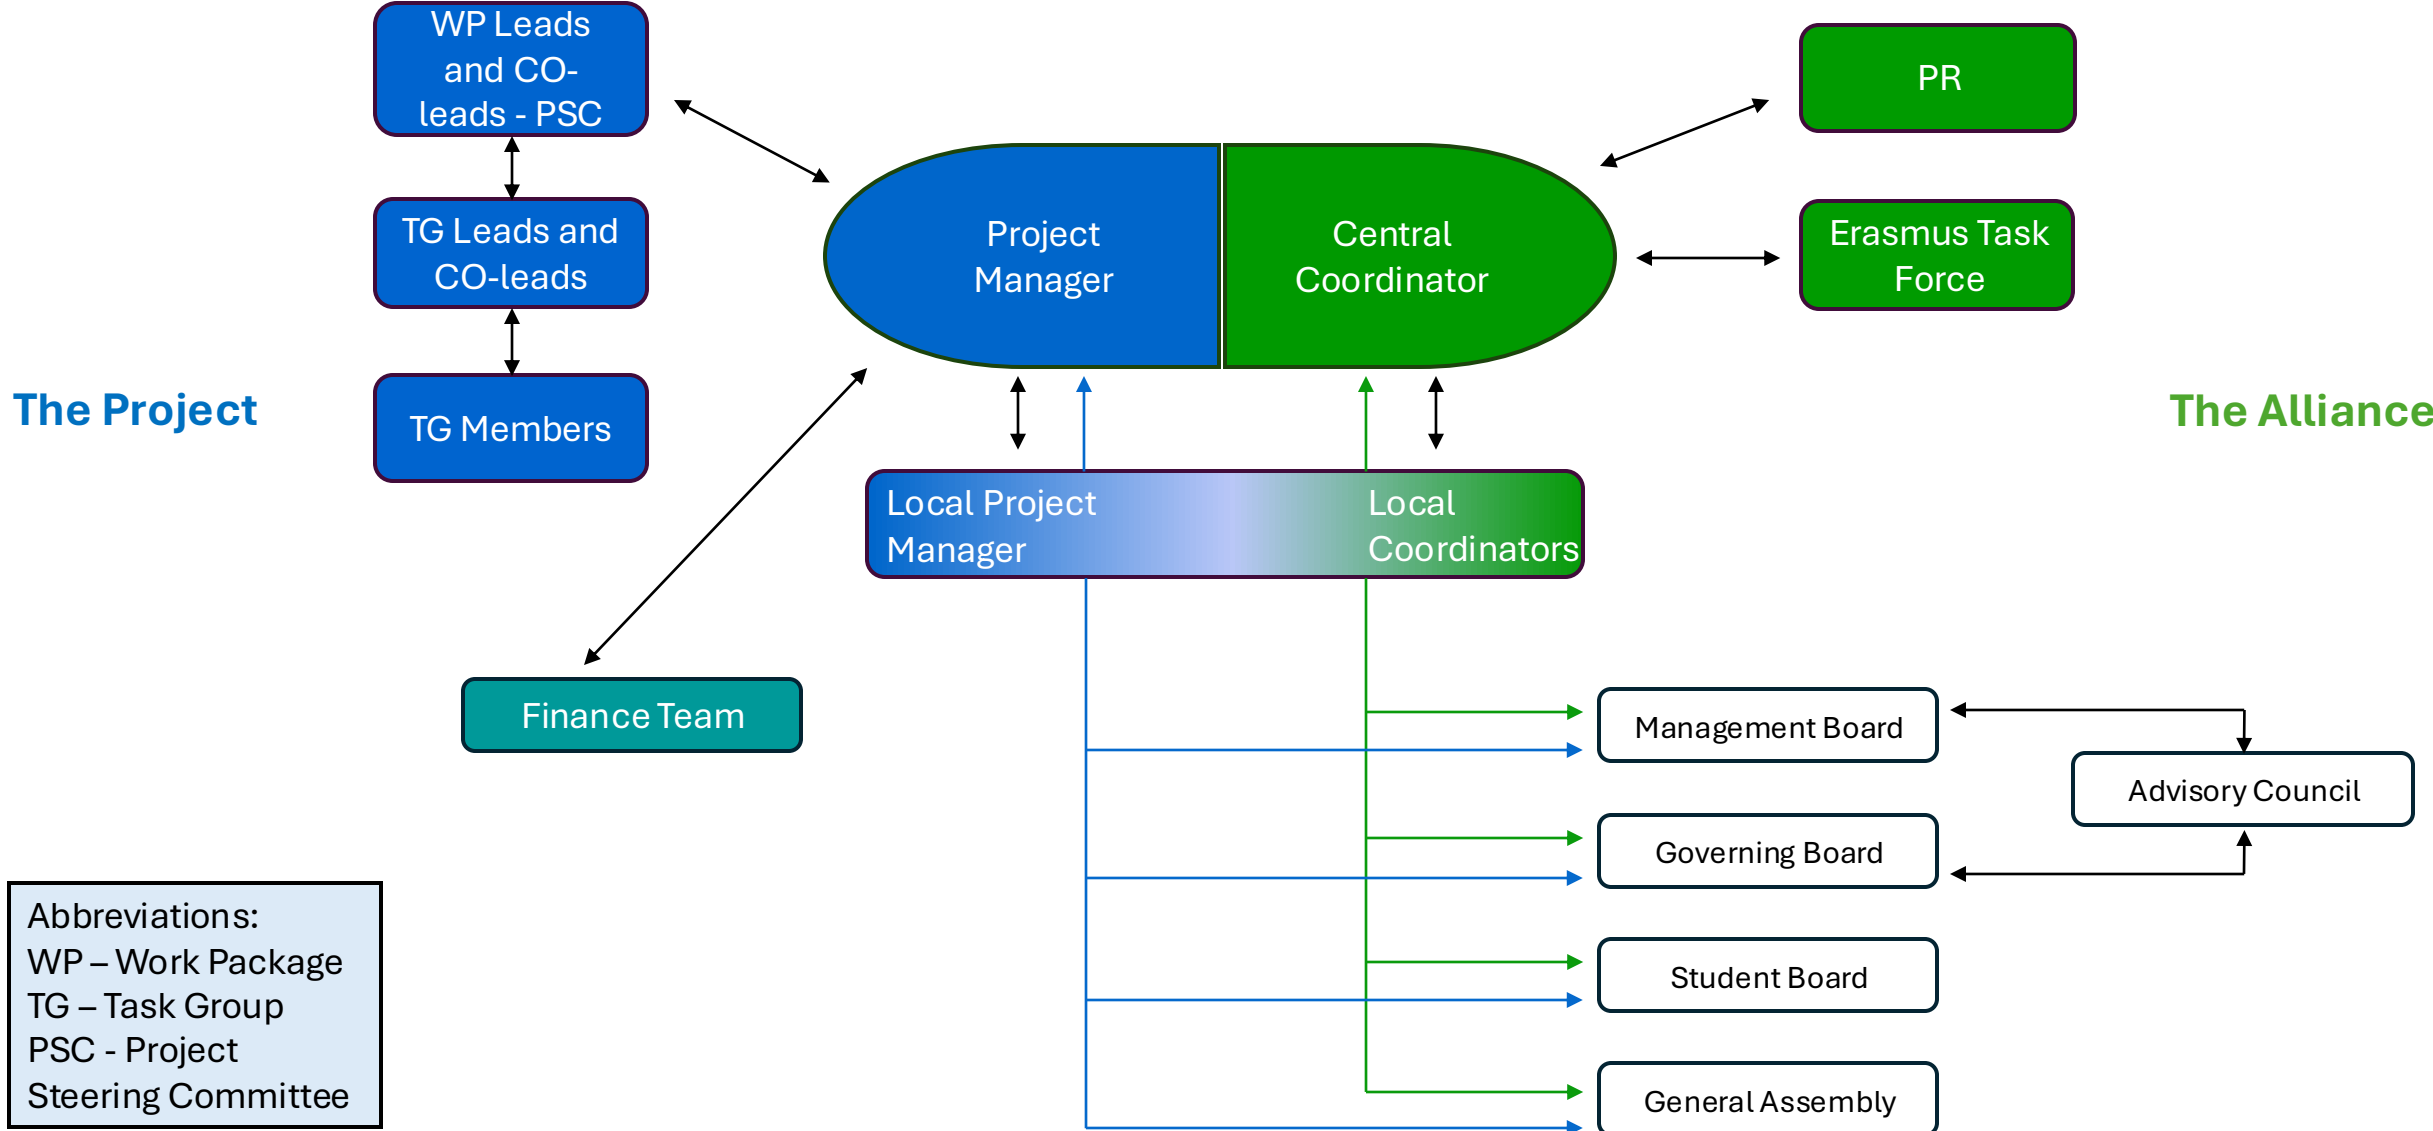 WP Leads
and CO-
leads - PSC
TG Leads and
CO-leads
TG Members
The Project
Project
Manager
Central
Coordinator
PR
Erasmus Task
Force
The Alliance
Local Project
Manager
Local
Coordinators
Finance Team
Management Board
Advisory Council
Governing Board
Student Board
General Assembly
Abbreviations:
WP – Work Package
TG – Task Group
PSC - Project
Steering Committee